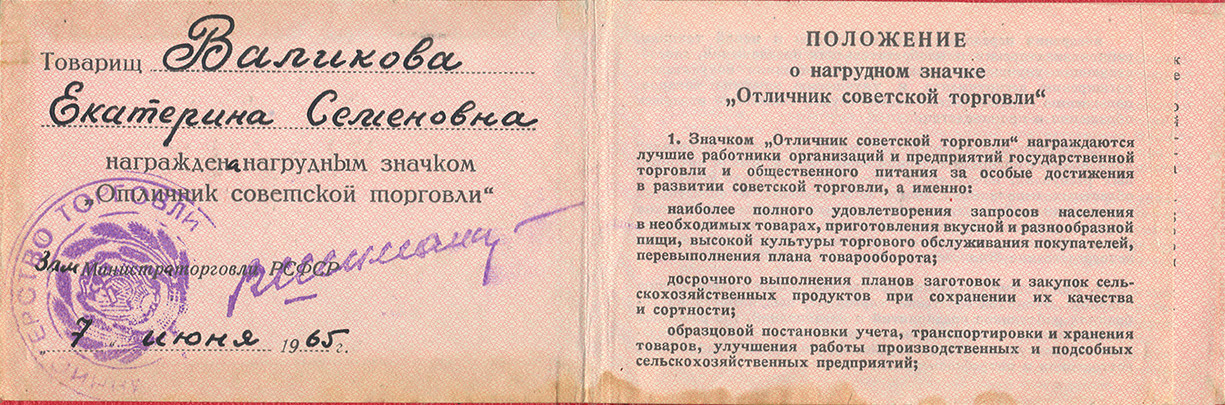 Товарищ Валикова
Екатерина Семеновна
награждена нагрудным значком
„Отличник советской торговли“
ЕРСТВО ТОРГОВЛИ
Зам Министра торговли РСФСР
„ 7 „ июня 1965 г.
ПОЛОЖЕНИЕ
о нагрудном значке
„Отличник советской торговли“
1. Значком „Отличник советской торговли“ награждаются
лучшие работники организаций и предприятий государственной
торговли и общественного питания за особые достижения
в развитии советской торговли, а именно:
наиболее полного удовлетворения запросов населения
в необходимых товарах, приготовления вкусной и разнообразной
пищи, высокой культуры торгового обслуживания покупателей,
перевыполнения плана товарооборота;
досрочного выполнения планов заготовок и закупок сель-
скохозяйственных продуктов при сохранении их качества
и сортности;
образцовой постановки учета, транспортировки и хранения
товаров, улучшения работы производственных и подсобных
сельскохозяйственных предприятий;